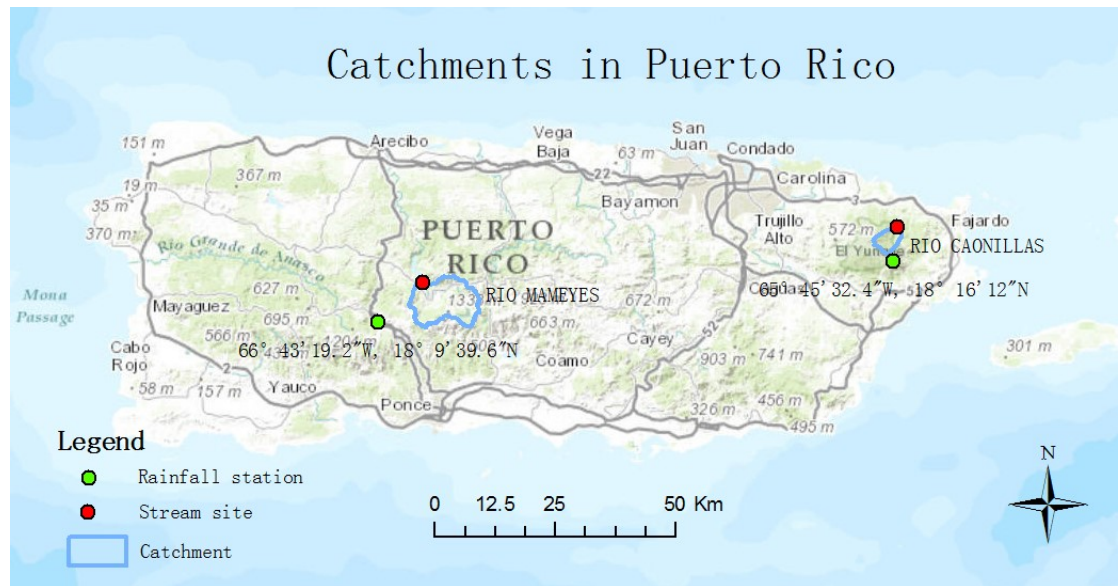 Catchments in Puerto Rico
151 m
Arecibo
Vega
Baja
San
Juan
Condado
63 m
22
Carolina
3
367 m
19 m
35 m
370 m
Bayamon
Trujillo
Alto
572 m
Fajardo
PUERTO
RICO
El Yunque
RIO CAONILLAS
Rio Grande de Anasco
Mona
Passage
Mayaguez
627 m
RIO MAMEYES
672 m
65° 45'32.4"W, 18° 16'12"N
695 m
663 m
52
566 m
66° 43'19.2"W, 18° 9'39.6"N
Cayey
Coamo
903 m
741 m
301 m
Cabo
Rojo
2
58 m
157 m
Yauco
Ponce
456 m
326 m
495 m
Legend
Rainfall station
Stream site
Catchment
0 12.5 25 50 Km
N